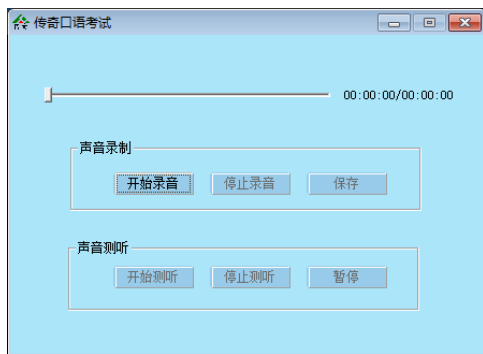 传奇口语考试
00:00:00/00:00:00
声音录制
开始录音 停止录音 保存
声音测听
开始测听 停止测听 暂停